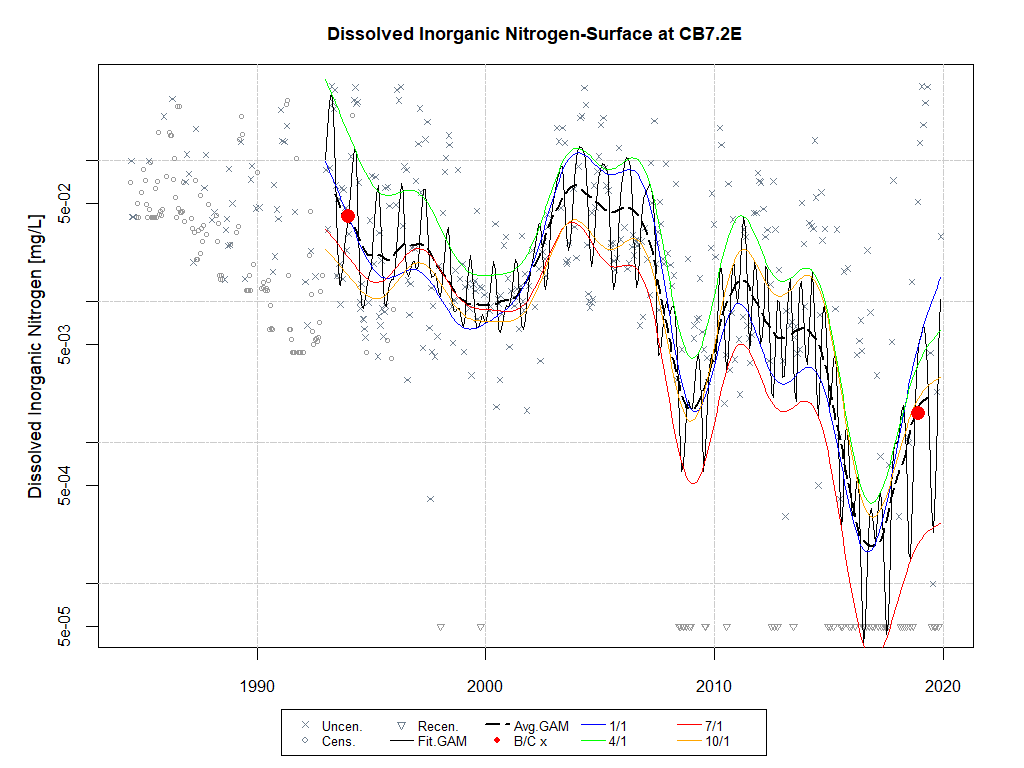 Dissolved Inorganic Nitrogen-Surface at CB7.2E
Dissolved Inorganic Nitrogen [mg/L]
5e-02
5e-03
5e-04
5e-05
1990 2000 2010 2020
Uncen. Recen. Avg.GAM 1/1 7/1
Cens. Fit.GAM B/C x 4/1 10/1